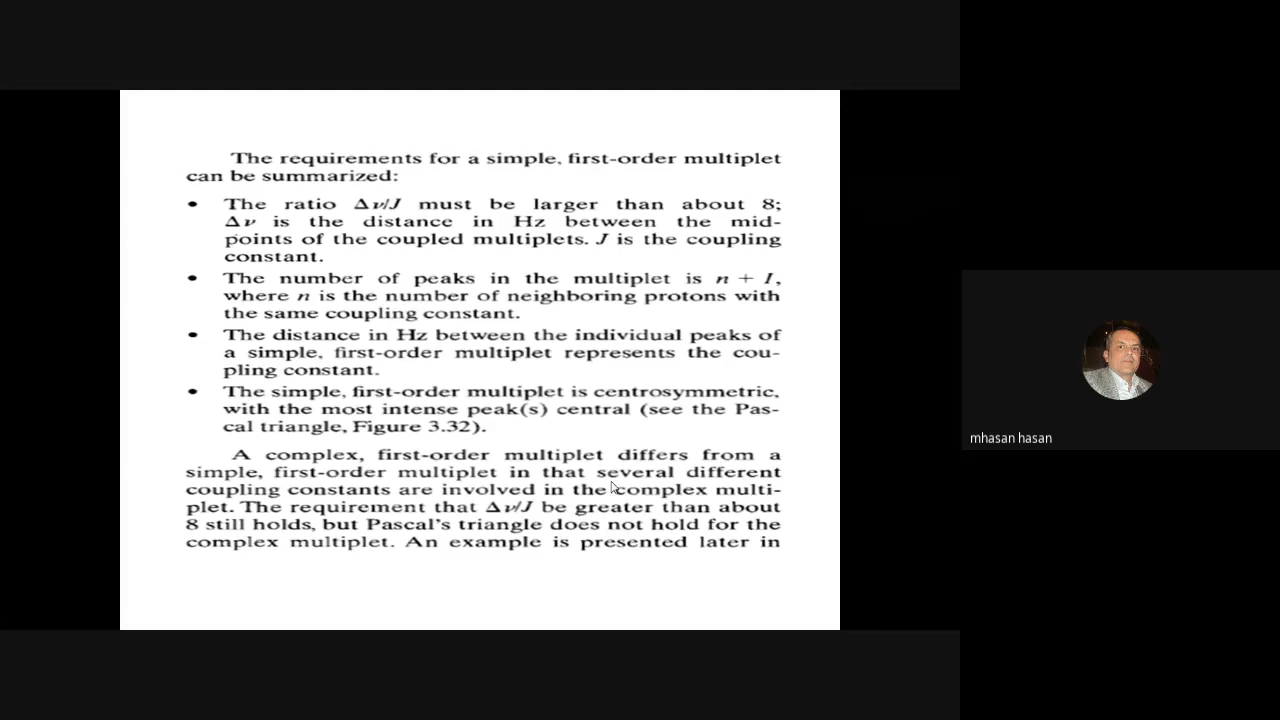 The requirements for a simple, first-order multiplet
can be summarized:
• The ratio Δν/J must be larger than about 8;
Δν is the distance in Hz between the mid-
points of the coupled multiplets. J is the coupling
constant.
• The number of peaks in the multiplet is n + 1,
where n is the number of neighboring protons with
the same coupling constant.
• The distance in Hz between the individual peaks of
a simple, first-order multiplet represents the cou-
pling constant.
• The simple, first-order multiplet is centrosymmetric,
with the most intense peak(s) central (see the Pas-
cal triangle, Figure 3.32).
A complex, first-order multiplet differs from a
simple, first-order multiplet in that several different
coupling constants are involved in the complex multi-
plet. The requirement that Δν/J be greater than about
8 still holds, but Pascal's triangle does not hold for the
complex multiplet. An example is presented later in
mhasan hasan